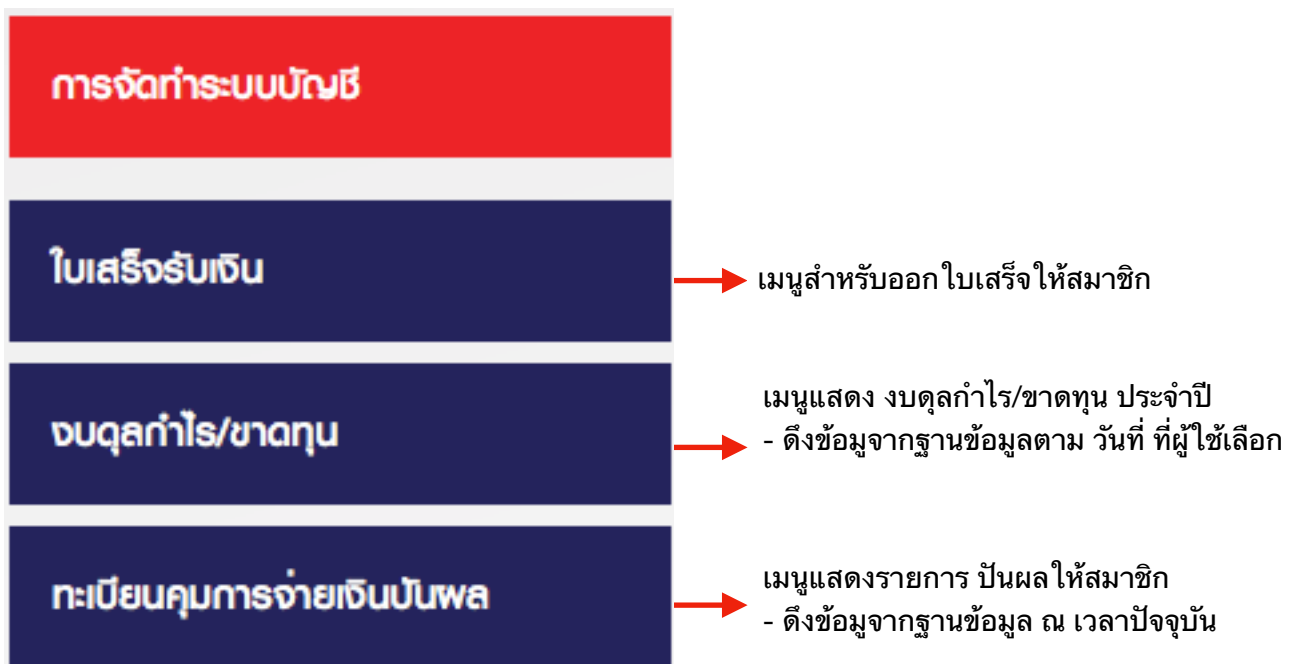 การจัดทำระบบบัญชี
ใบเสร็จรับเงิน
เมนูสำหรับออกใบเสร็จให้สมาชิก
งบดุลกำไร/ขาดทุน
เมนูแสดง งบดุลกำไร/ขาดทุน ประจำปี
- ดึงข้อมูจากฐานข้อมูลตาม วันที่ ที่ผู้ใช้เลือก
ทะเบียนคุมการจ่ายเงินปันผล
เมนูแสดงรายการ ปันผลให้สมาชิก
- ดึงข้อมูจากฐานข้อมูล ณ เวลาปัจจุบัน